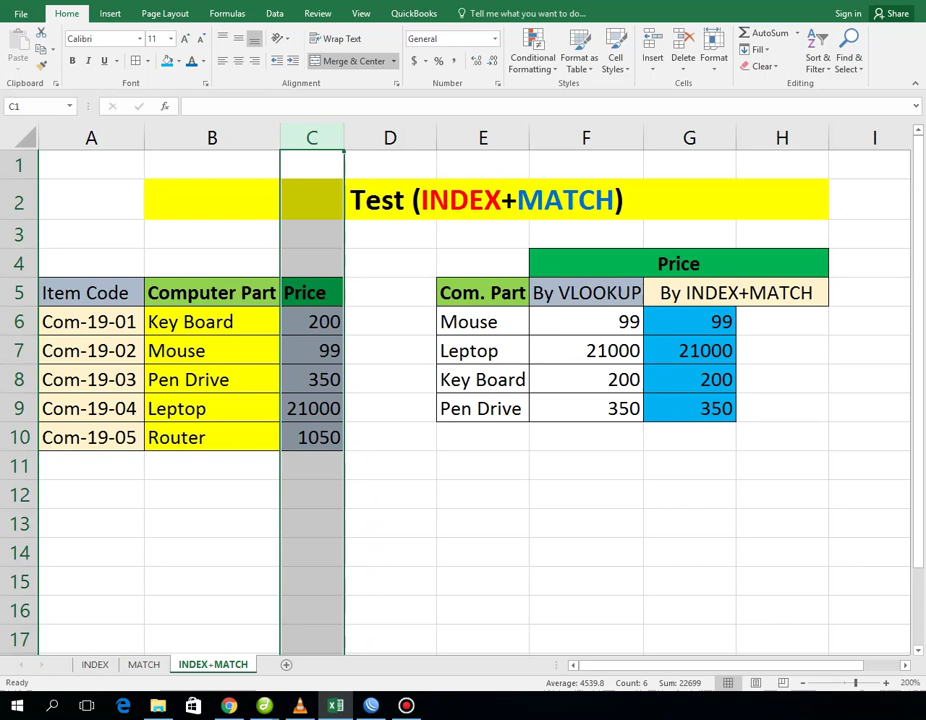 File Home Insert Page Layout Formulas Data Review View QuickBooks Tell me what you want to do... Sign in Share
Paste Calibri 11 Wrap Text General Conditional Formatting Format as Table Cell Styles Insert Delete Format AutoSum Sort & Filter Find & Select
B I U Merge & Center $ % Fill Clear
Clipboard Font Alignment Number Styles Cells Editing
C1 fx
A B C D E F G H I
1
2 Test (INDEX+MATCH)
3
4 Price
5 Item Code Computer Part Price Com. Part By VLOOKUP By INDEX+MATCH
6 Com-19-01 Key Board 200 Mouse 99 99
7 Com-19-02 Mouse 99 Leptop 21000 21000
8 Com-19-03 Pen Drive 350 Key Board 200 200
9 Com-19-04 Leptop 21000 Pen Drive 350 350
10 Com-19-05 Router 1050
11
12
13
14
15
16
17
INDEX MATCH INDEX+MATCH
Ready Average: 4539.8 Count: 6 Sum: 22699 200%